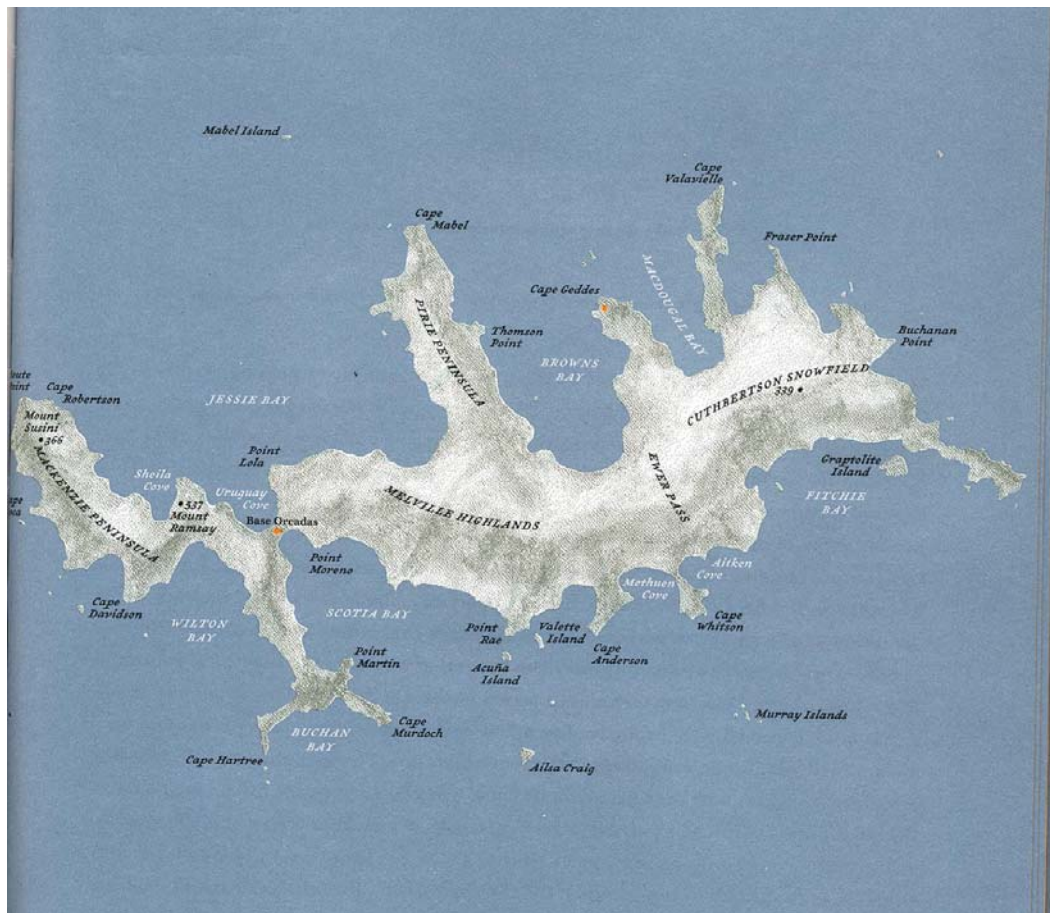 Mabel Island
Cape
Valavielle
Cape
Mabel
Fraser Point
MACDOUGAL BAY
Cape Geddes
PIRIE PENINSULA
Thomson
Point
BROWNS
BAY
Buchanan
Point
CUTHBERTSON SNOWFIELD
339
Cape
Robertson
JESSIE BAY
Mount
Susini
366
MACKENZIE PENINSULA
Point
Lola
Sheila
Cove
Uruguay
Cove
337
Mount
Ramsay
Base Orcadas
MELVILLE HIGHLANDS
EWER PASS
Graptolite
Island
FITCHIE
BAY
Point
Moreno
Aitken
Cove
Methuen
Cove
Cape
Davidson
WILTON
BAY
SCOTIA BAY
Point
Rae
Valette
Island
Cape
Whitson
Cape
Anderson
Point
Martin
Acuña
Island
Cape
Murdoch
BUCHAN
BAY
Murray Islands
Cape Hartree
Ailsa Craig